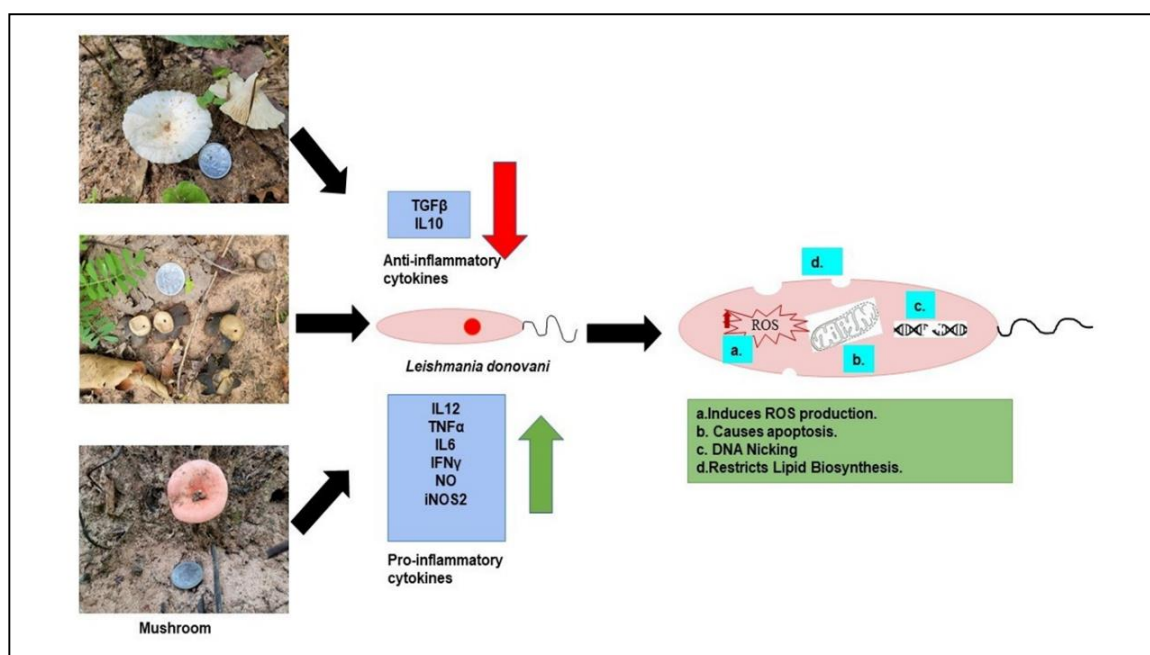 TGFβ
IL10
Anti-inflammatory
cytokines
Leishmania donovani
IL12
TNFα
IL6
IFNγ
NO
iNOS2
Pro-inflammatory
cytokines
Mushroom
d.
c.
ROS
a.
b.
a.Induces ROS production.
b. Causes apoptosis.
c. DNA Nicking
d.Restricts Lipid Biosynthesis.